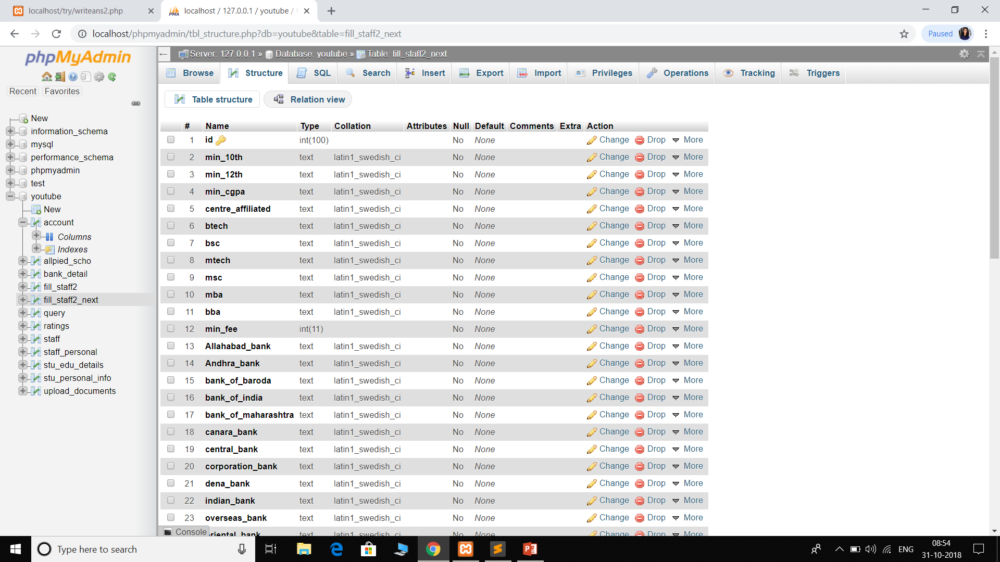 localhost/try/writeans2.php
localhost / 127.0.0.1 / youtube /
localhost/phpmyadmin/tbl_structure.php?db=youtube&table=fill_staff2_next
Paused
phpMyAdmin
Recent Favorites
New
information_schema
mysql
performance_schema
phpmyadmin
test
youtube
New
account
Columns
Indexes
allpied_scho
bank_detail
fill_staff2
fill_staff2_next
query
ratings
staff
staff_personal
stu_edu_details
stu_personal_info
upload_documents
Server: 127.0.0.1 » Database: youtube » Table: fill_staff2_next
Browse Structure SQL Search Insert Export Import Privileges Operations Tracking Triggers
Table structure Relation view
# Name Type Collation Attributes Null Default Comments Extra Action
1 id int(100) No None Change Drop More
2 min_10th text latin1_swedish_ci No None Change Drop More
3 min_12th text latin1_swedish_ci No None Change Drop More
4 min_cgpa text latin1_swedish_ci No None Change Drop More
5 centre_affiliated text latin1_swedish_ci No None Change Drop More
6 btech text latin1_swedish_ci No None Change Drop More
7 bsc text latin1_swedish_ci No None Change Drop More
8 mtech text latin1_swedish_ci No None Change Drop More
9 msc text latin1_swedish_ci No None Change Drop More
10 mba text latin1_swedish_ci No None Change Drop More
11 bba text latin1_swedish_ci No None Change Drop More
12 min_fee int(11) No None Change Drop More
13 Allahabad_bank text latin1_swedish_ci No None Change Drop More
14 Andhra_bank text latin1_swedish_ci No None Change Drop More
15 bank_of_baroda text latin1_swedish_ci No None Change Drop More
16 bank_of_india text latin1_swedish_ci No None Change Drop More
17 bank_of_maharashtra text latin1_swedish_ci No None Change Drop More
18 canara_bank text latin1_swedish_ci No None Change Drop More
19 central_bank text latin1_swedish_ci No None Change Drop More
20 corporation_bank text latin1_swedish_ci No None Change Drop More
21 dena_bank text latin1_swedish_ci No None Change Drop More
22 indian_bank text latin1_swedish_ci No None Change Drop More
23 overseas_bank text latin1_swedish_ci No None Change Drop More
riental_bank text latin1_swedish_ci No None Change Drop More
Console
Type here to search
ENG
08:54
31-10-2018